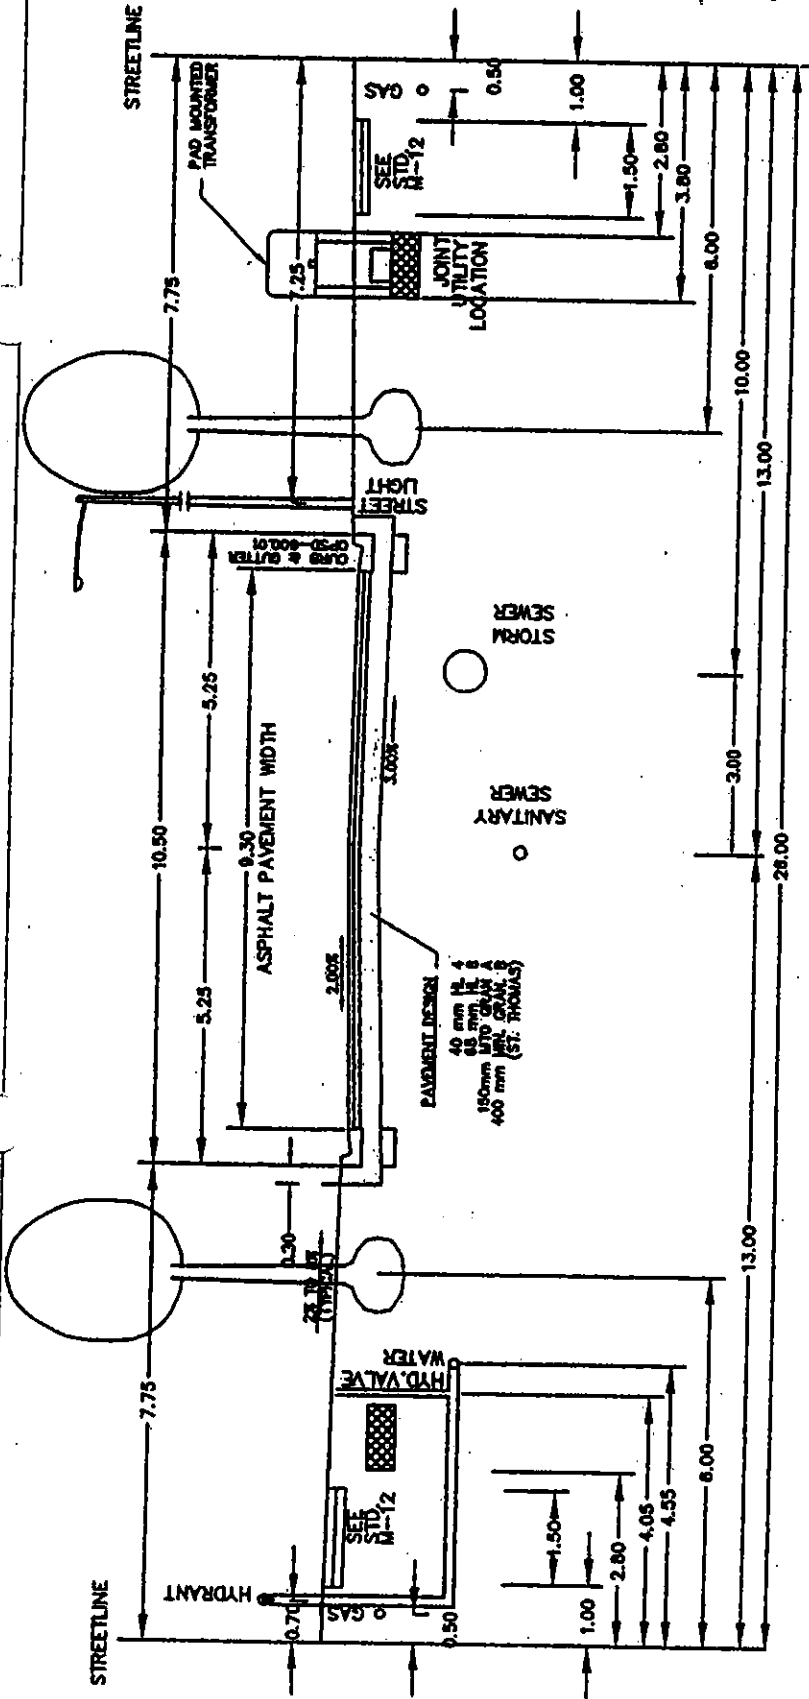 STREETLINE
PAD MOUNTED
TRANSFORMER
7.75
7.25
GAS
0.50
1.00
SEE
STD.
M-12
1.50
2.80
3.80
JOINT
UTILITY
LOCATION
6.00
10.00
13.00
STREET
LIGHT
CURB & GUTTER
10.50
5.25
5.25
9.30
ASPHALT PAVEMENT WIDTH
2.00%
3.00%
STORM
SEWER
SANITARY
SEWER
3.00
26.00
PAVEMENT DESIGN
40 mm HL 4
65 mm HL 8
150mm MTO GRAN A
400 mm MIN. GRAN. B
(ST. THOMAS)
0.30
(TYPICAL)
7.75
13.00
WATER
HYD.VALVE
SEE
STD.
M-12
HYDRANT
0.70
GAS
0.50
1.00
1.50
2.80
4.05
4.55
6.00
STREETLINE